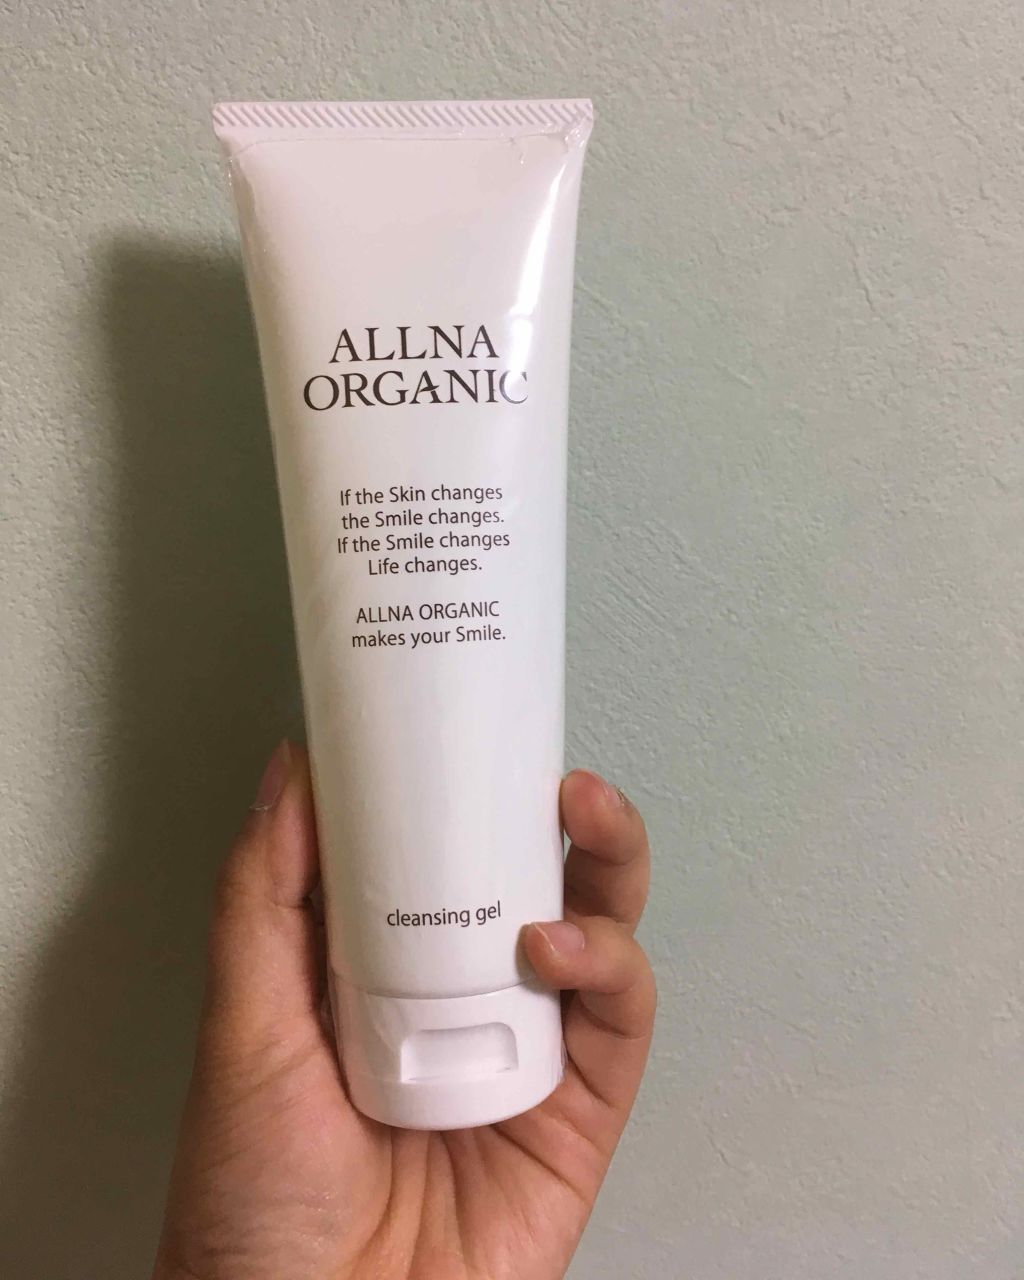 ALLNA
ORGANIC
If the Skin changes
the Smile changes.
If the Smile changes
Life changes.
ALLNA ORGANIC
makes your Smile.
cleansing gel